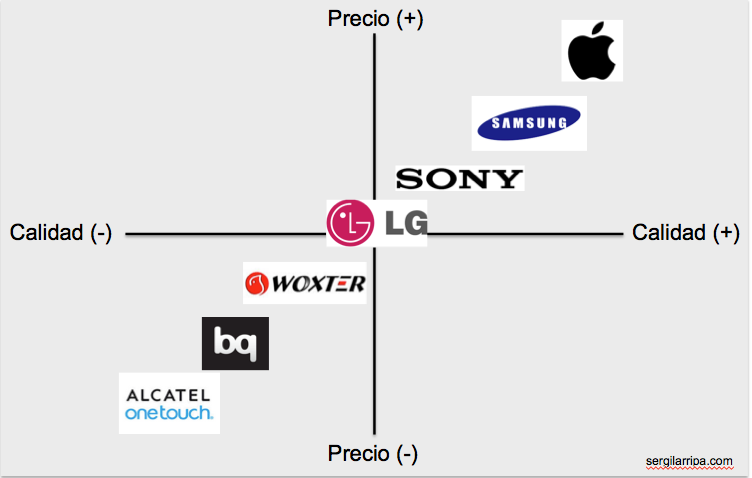 Precio (+)
SAMSUNG
SONY
LG
Calidad (-)
Calidad (+)
WOXTER
bq
ALCATEL
onetouch.
Precio (-)
sergilarripa.com